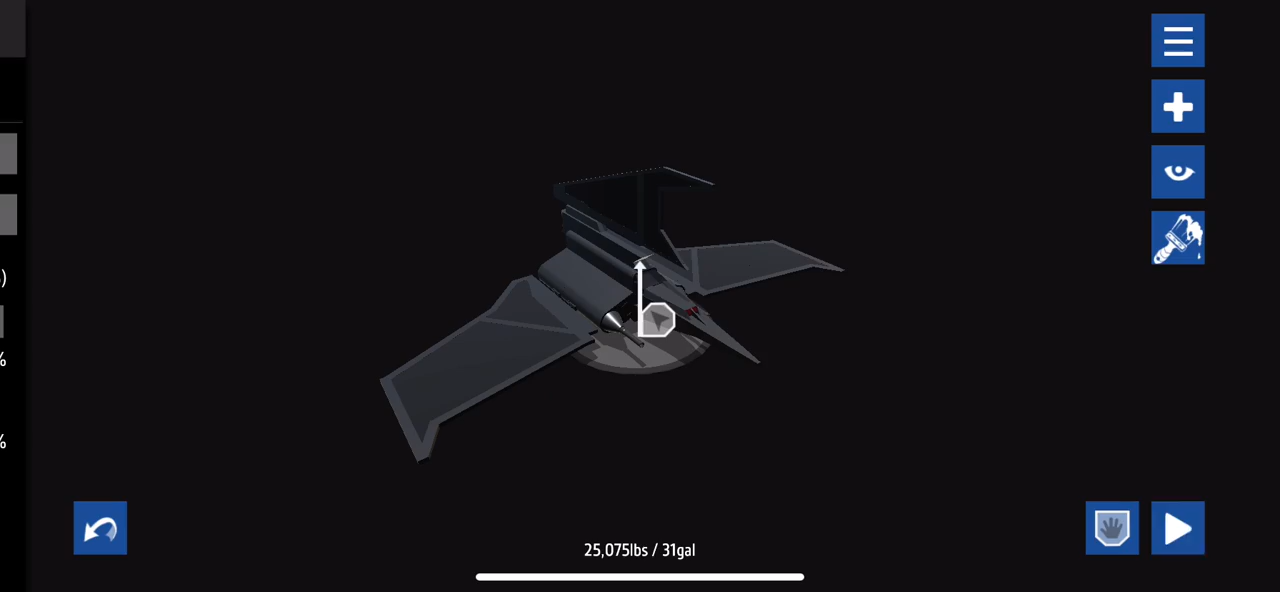 )
%
%
25,075lbs / 31gal